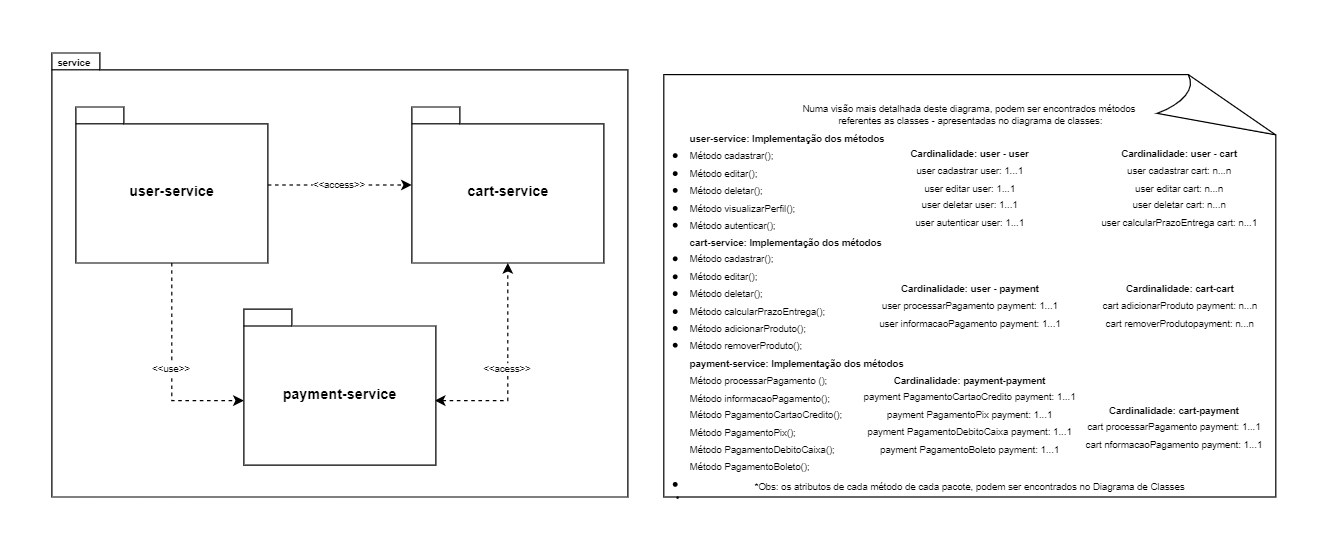 service
user-service
<<access>>
cart-service
<<use>>
<<acess>>
payment-service
Numa visão mais detalhada deste diagrama, podem ser encontrados métodos
referentes as classes - apresentadas no diagrama de classes:
user-service: Implementação dos métodos
Método cadastrar();
Método editar();
Método deletar();
Método visualizarPerfil();
Método autenticar();
Cardinalidade: user - user
user cadastrar user: 1...1
user editar user: 1...1
user deletar user: 1...1
user autenticar user: 1...1
Cardinalidade: user - cart
user cadastrar cart: n...n
user editar cart: n...n
user deletar cart: n...n
user calcularPrazoEntrega cart: n...1
cart-service: Implementação dos métodos
Método cadastrar();
Método editar();
Método deletar();
Método calcularPrazoEntrega();
Método adicionarProduto();
Método removerProduto();
Cardinalidade: user - payment
user processarPagamento payment: 1...1
user informacaoPagamento payment: 1...1
Cardinalidade: cart-cart
cart adicionarProduto payment: n...n
cart removerProdutopayment: n...n
payment-service: Implementação dos métodos
Método processarPagamento ();
Método informacaoPagamento();
Método PagamentoCartaoCredito();
Método PagamentoPix();
Método PagamentoDebitoCaixa();
Método PagamentoBoleto();
Cardinalidade: payment-payment
payment PagamentoCartaoCredito payment: 1...1
payment PagamentoPix payment: 1...1
payment PagamentoDebitoCaixa payment: 1...1
payment PagamentoBoleto payment: 1...1
Cardinalidade: cart-payment
cart processarPagamento payment: 1...1
cart nformacaoPagamento payment: 1...1
*Obs: os atributos de cada método de cada pacote, podem ser encontrados no Diagrama de Classes